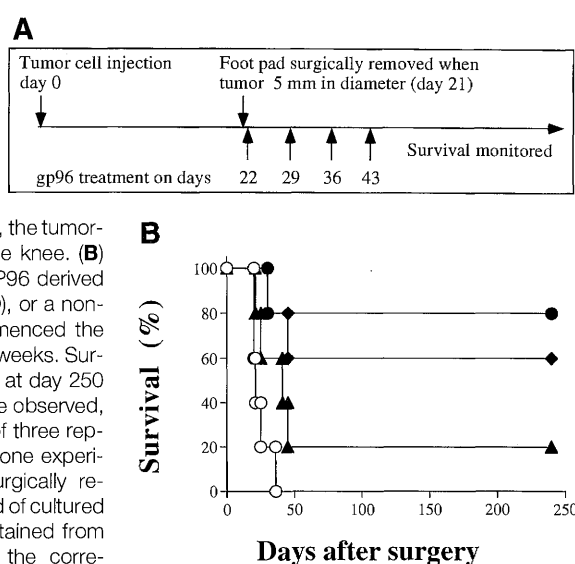 A
Tumor cell injection
day 0
Foot pad surgically removed when
tumor 5 mm in diameter (day 21)
Survival monitored
gp96 treatment on days 22 29 36 43
, the tumor-
e knee. (B)
P96 derived
), or a non-
menced the
weeks. Sur-
at day 250
e observed,
f three rep-
one experi-
urgically re-
d of cultured
tained from
the corre-
B
Survival (%)
100
80
60
40
20
0
0 50 100 150 200 250
Days after surgery